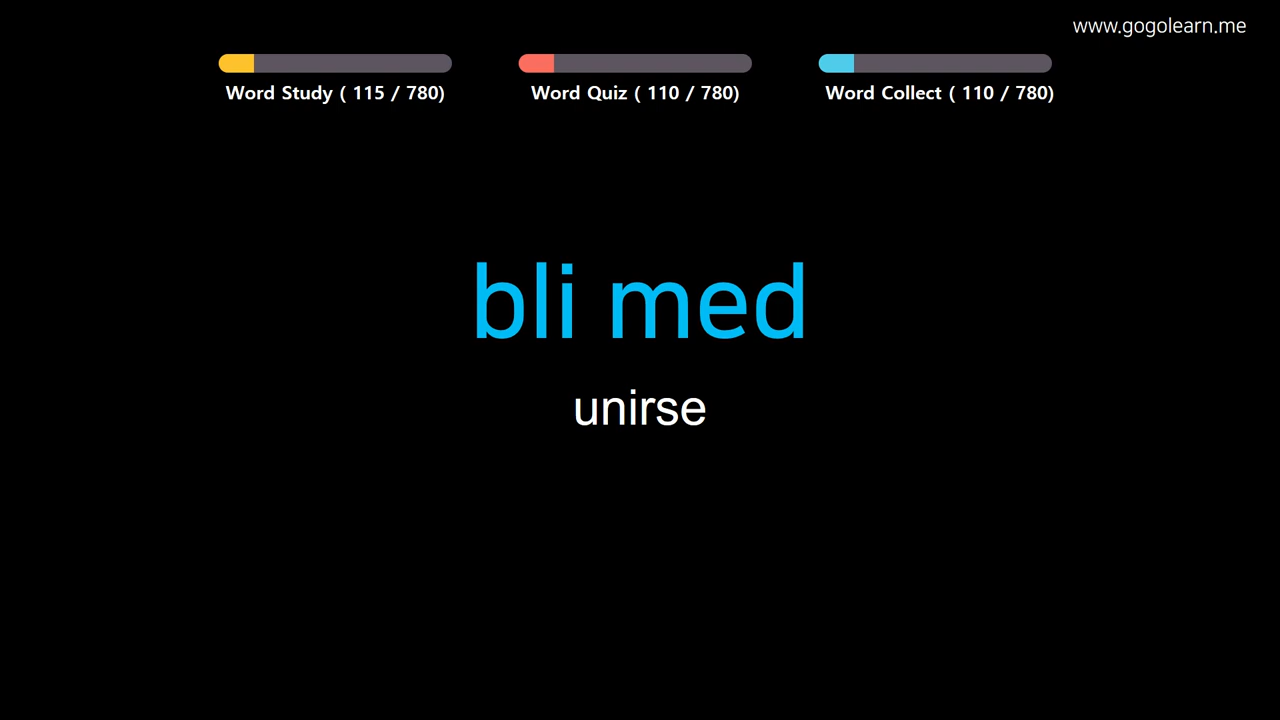 www.gogolearn.me
Word Study ( 115 / 780)
Word Quiz ( 110 / 780)
Word Collect ( 110 / 780)
bli med
unirse